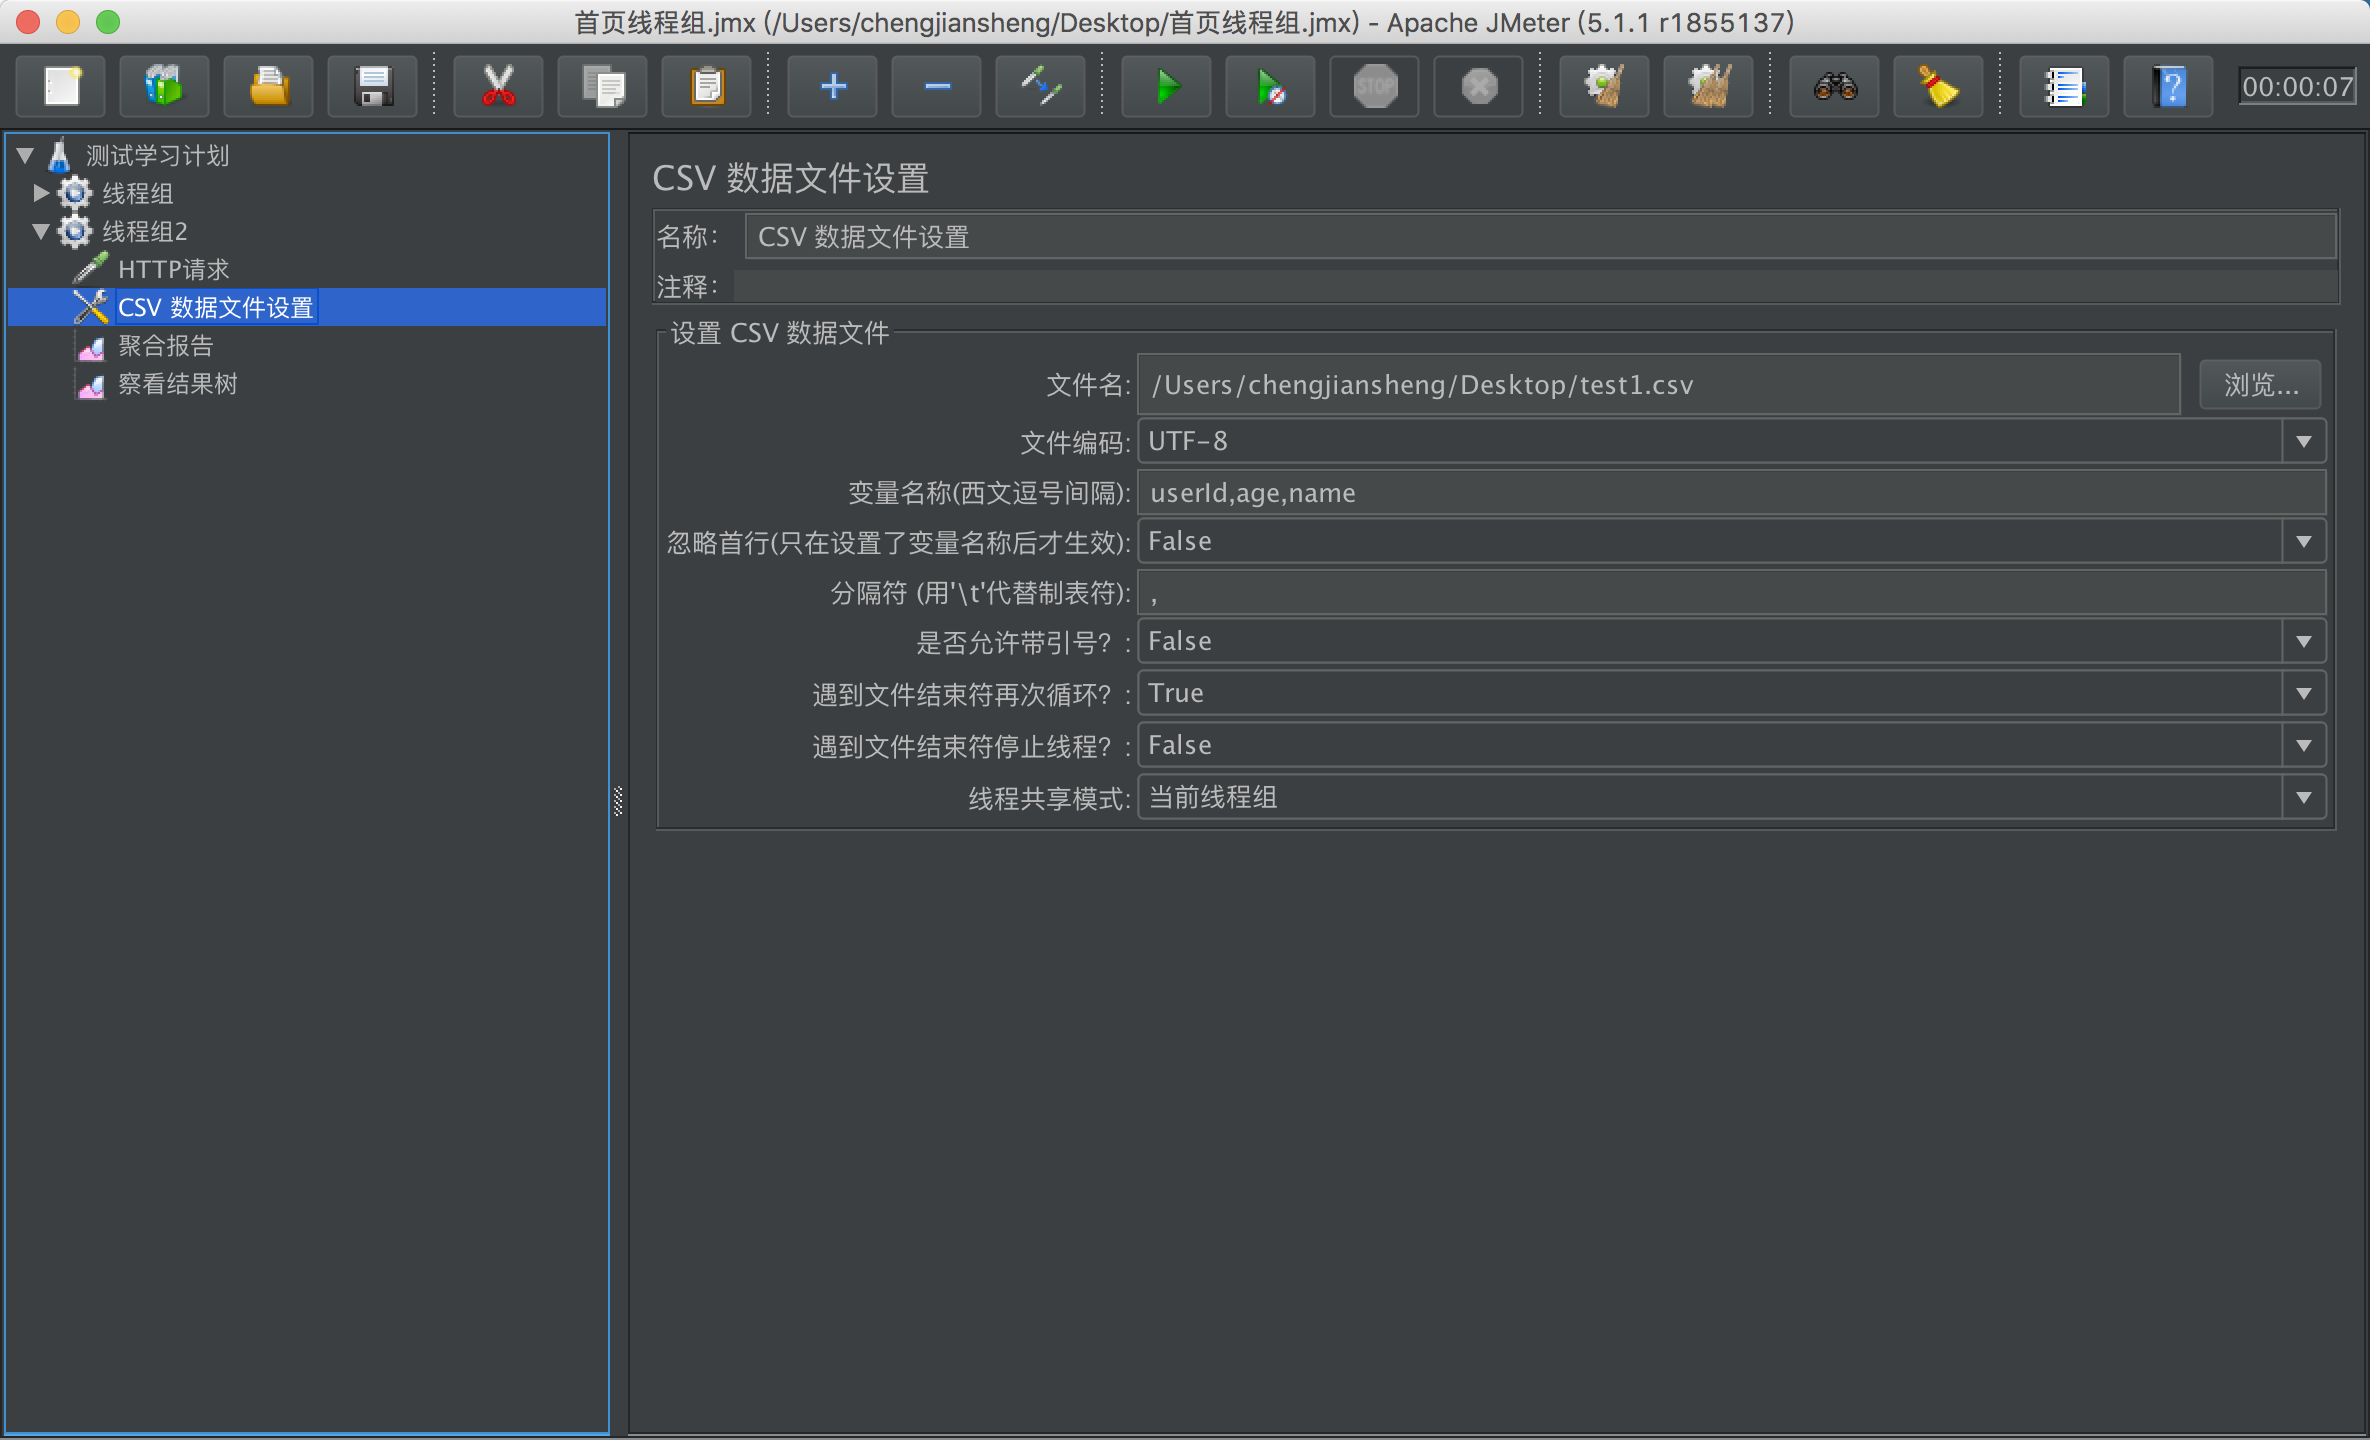 首页线程组.jmx (/Users/chengjiansheng/Desktop/首页线程组.jmx) - Apache JMeter (5.1.1 r1855137)
STOP
?
00:00:07
测试学习计划
线程组
线程组2
HTTP请求
CSV 数据文件设置
聚合报告
察看结果树
CSV 数据文件设置
名称： CSV 数据文件设置
注释：
设置 CSV 数据文件
文件名: /Users/chengjiansheng/Desktop/test1.csv 浏览...
文件编码: UTF-8
变量名称(西文逗号间隔): userId,age,name
忽略首行(只在设置了变量名称后才生效): False
分隔符 (用'\t'代替制表符): ,
是否允许带引号？: False
遇到文件结束符再次循环？: True
遇到文件结束符停止线程？: False
线程共享模式: 当前线程组